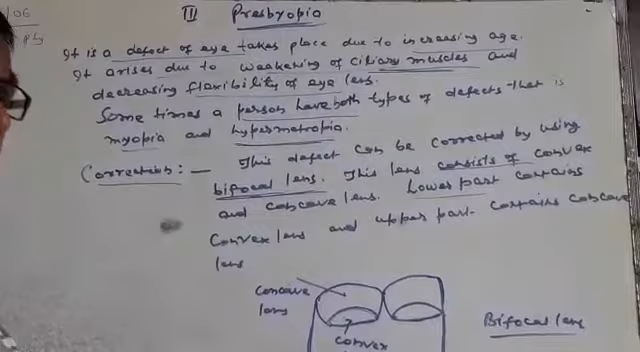 III Presbyopia
It is a defect of eye takes place due to increasing age.
It arises due to weakening of ciliary muscles and
decreasing flaxibility of eye lens.
Some times a person have both types of defects that is
myopia and hypermetropia.
Correction:- This defect can be corrected by using
bifocal lens. This lens consists of convex
and concave lens. Lower part contains
convex lens and upper part contains concave
lens
concave
lens
convex
Bifocal lens